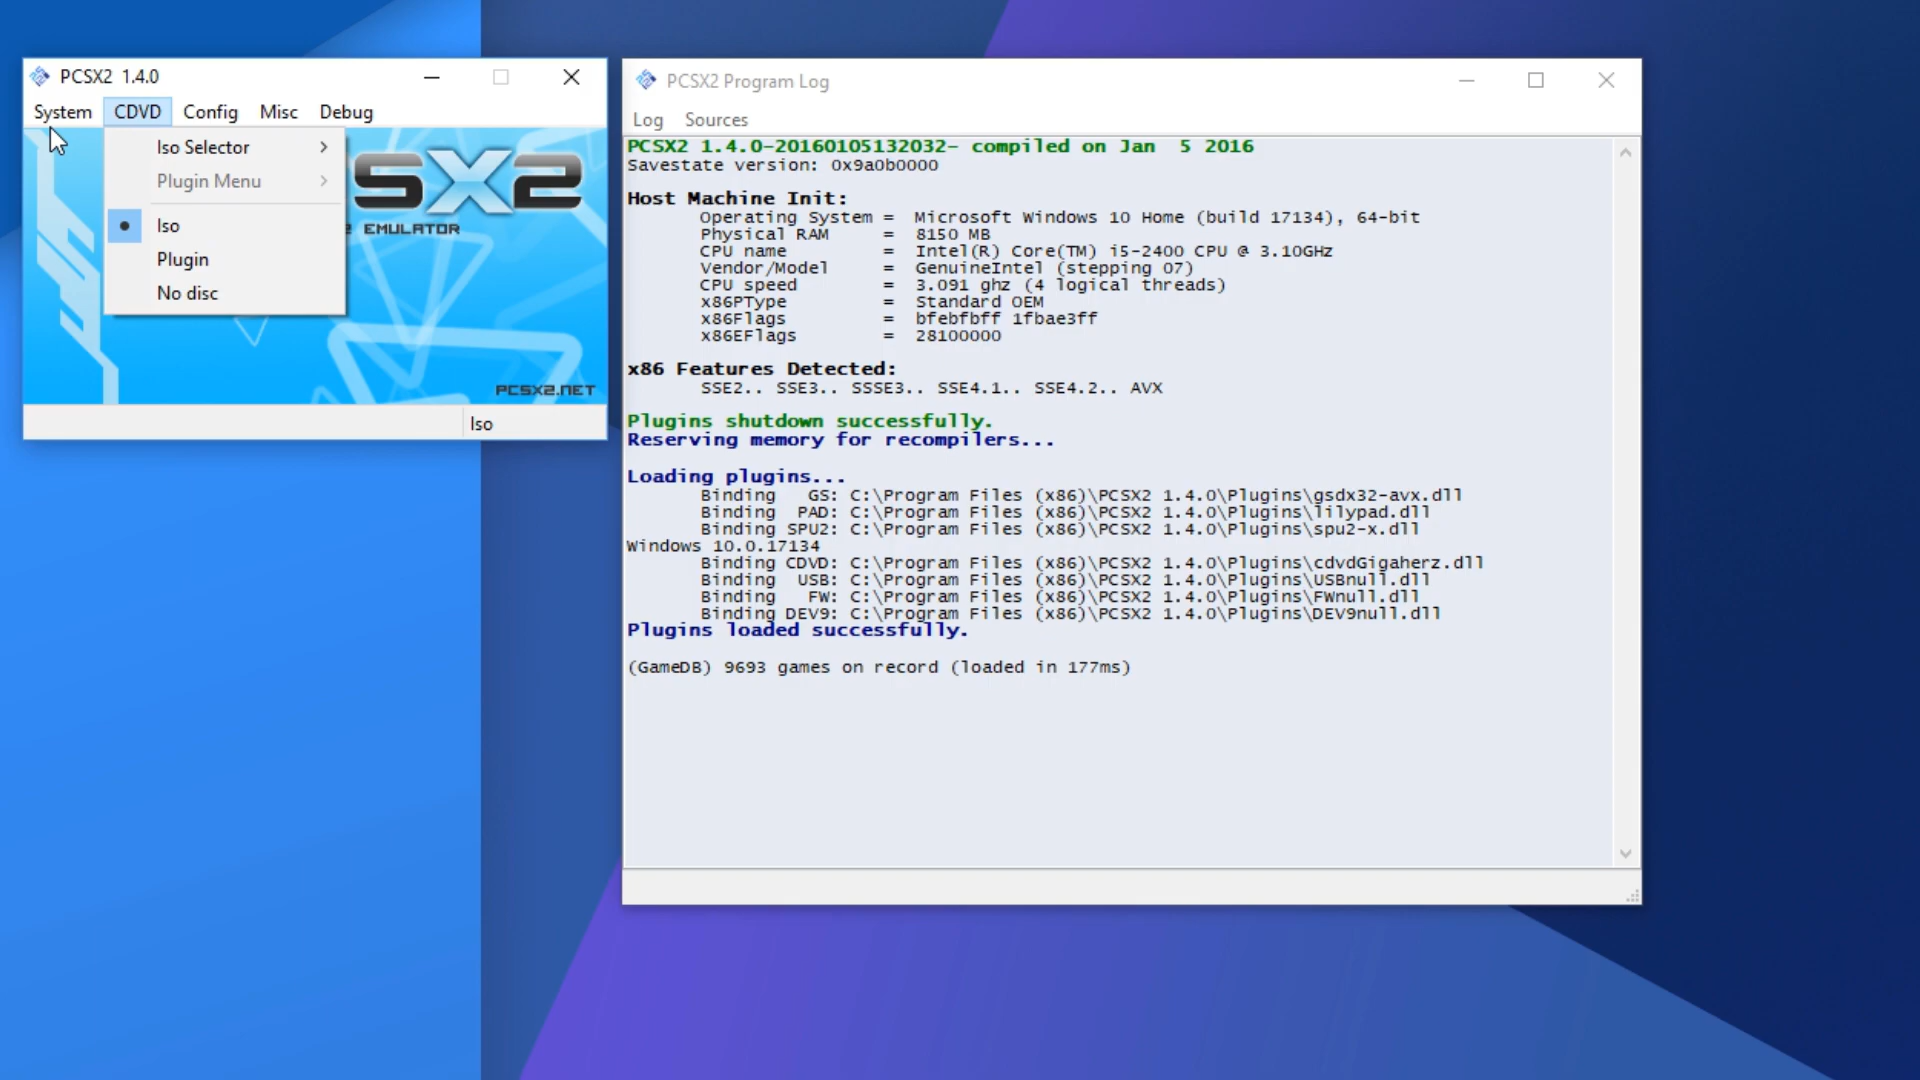 PCSX2 1.4.0
System CDVD Config Misc Debug
Iso Selector
Plugin Menu
Iso
Plugin
No disc
SX2
EMULATOR
PCSX2.NET
Iso
PCSX2 Program Log
Log Sources
PCSX2 1.4.0-20160105132032- compiled on Jan 5 2016
Savestate version: 0x9a0b0000
Host Machine Init:
Operating System = Microsoft Windows 10 Home (build 17134), 64-bit
Physical RAM = 8150 MB
CPU name = Intel(R) Core(TM) i5-2400 CPU @ 3.10GHz
Vendor/Model = GenuineIntel (stepping 07)
CPU speed = 3.091 ghz (4 logical threads)
x86PType = Standard OEM
x86Flags = bfebfbff 1fbae3ff
x86EFlags = 28100000
x86 Features Detected:
SSE2.. SSE3.. SSSE3.. SSE4.1.. SSE4.2.. AVX
Plugins shutdown successfully.
Reserving memory for recompilers...
Loading plugins...
Binding GS: C:\Program Files (x86)\PCSX2 1.4.0\Plugins\gsdx32-avx.dll
Binding PAD: C:\Program Files (x86)\PCSX2 1.4.0\Plugins\lilypad.dll
Binding SPU2: C:\Program Files (x86)\PCSX2 1.4.0\Plugins\spu2-x.dll
Windows 10.0.17134
Binding CDVD: C:\Program Files (x86)\PCSX2 1.4.0\Plugins\cdvdGigaherz.dll
Binding USB: C:\Program Files (x86)\PCSX2 1.4.0\Plugins\USBnull.dll
Binding FW: C:\Program Files (x86)\PCSX2 1.4.0\Plugins\FWnull.dll
Binding DEV9: C:\Program Files (x86)\PCSX2 1.4.0\Plugins\DEV9null.dll
Plugins loaded successfully.
(GameDB) 9693 games on record (loaded in 177ms)